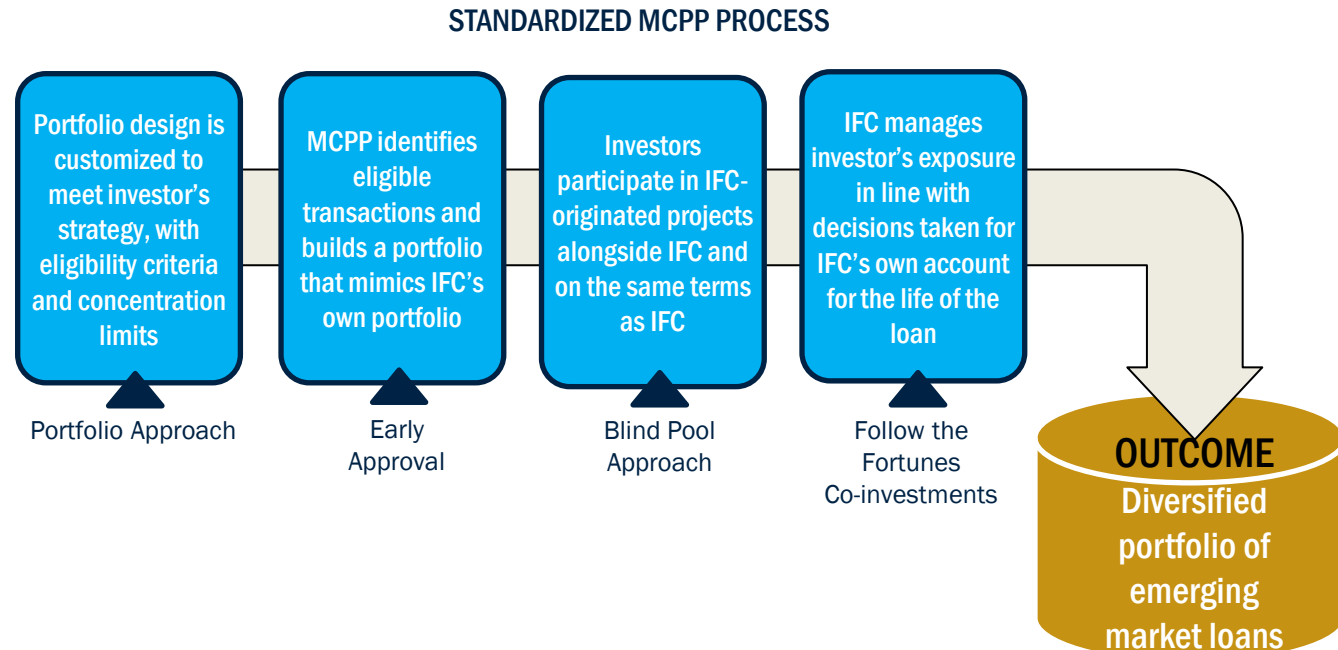 STANDARDIZED MCPP PROCESS
Portfolio design is
customized to
meet investor’s
strategy, with
eligibility criteria
and concentration
limits
MCPP identifies
eligible
transactions and
builds a portfolio
that mimics IFC’s
own portfolio
Investors
participate in IFC-
originated projects
alongside IFC and
on the same terms
as IFC
IFC manages
investor’s exposure
in line with
decisions taken for
IFC’s own account
for the life of the
loan
Portfolio Approach
Early
Approval
Blind Pool
Approach
Follow the
Fortunes
Co-investments
OUTCOME
Diversified
portfolio of
emerging
market loans